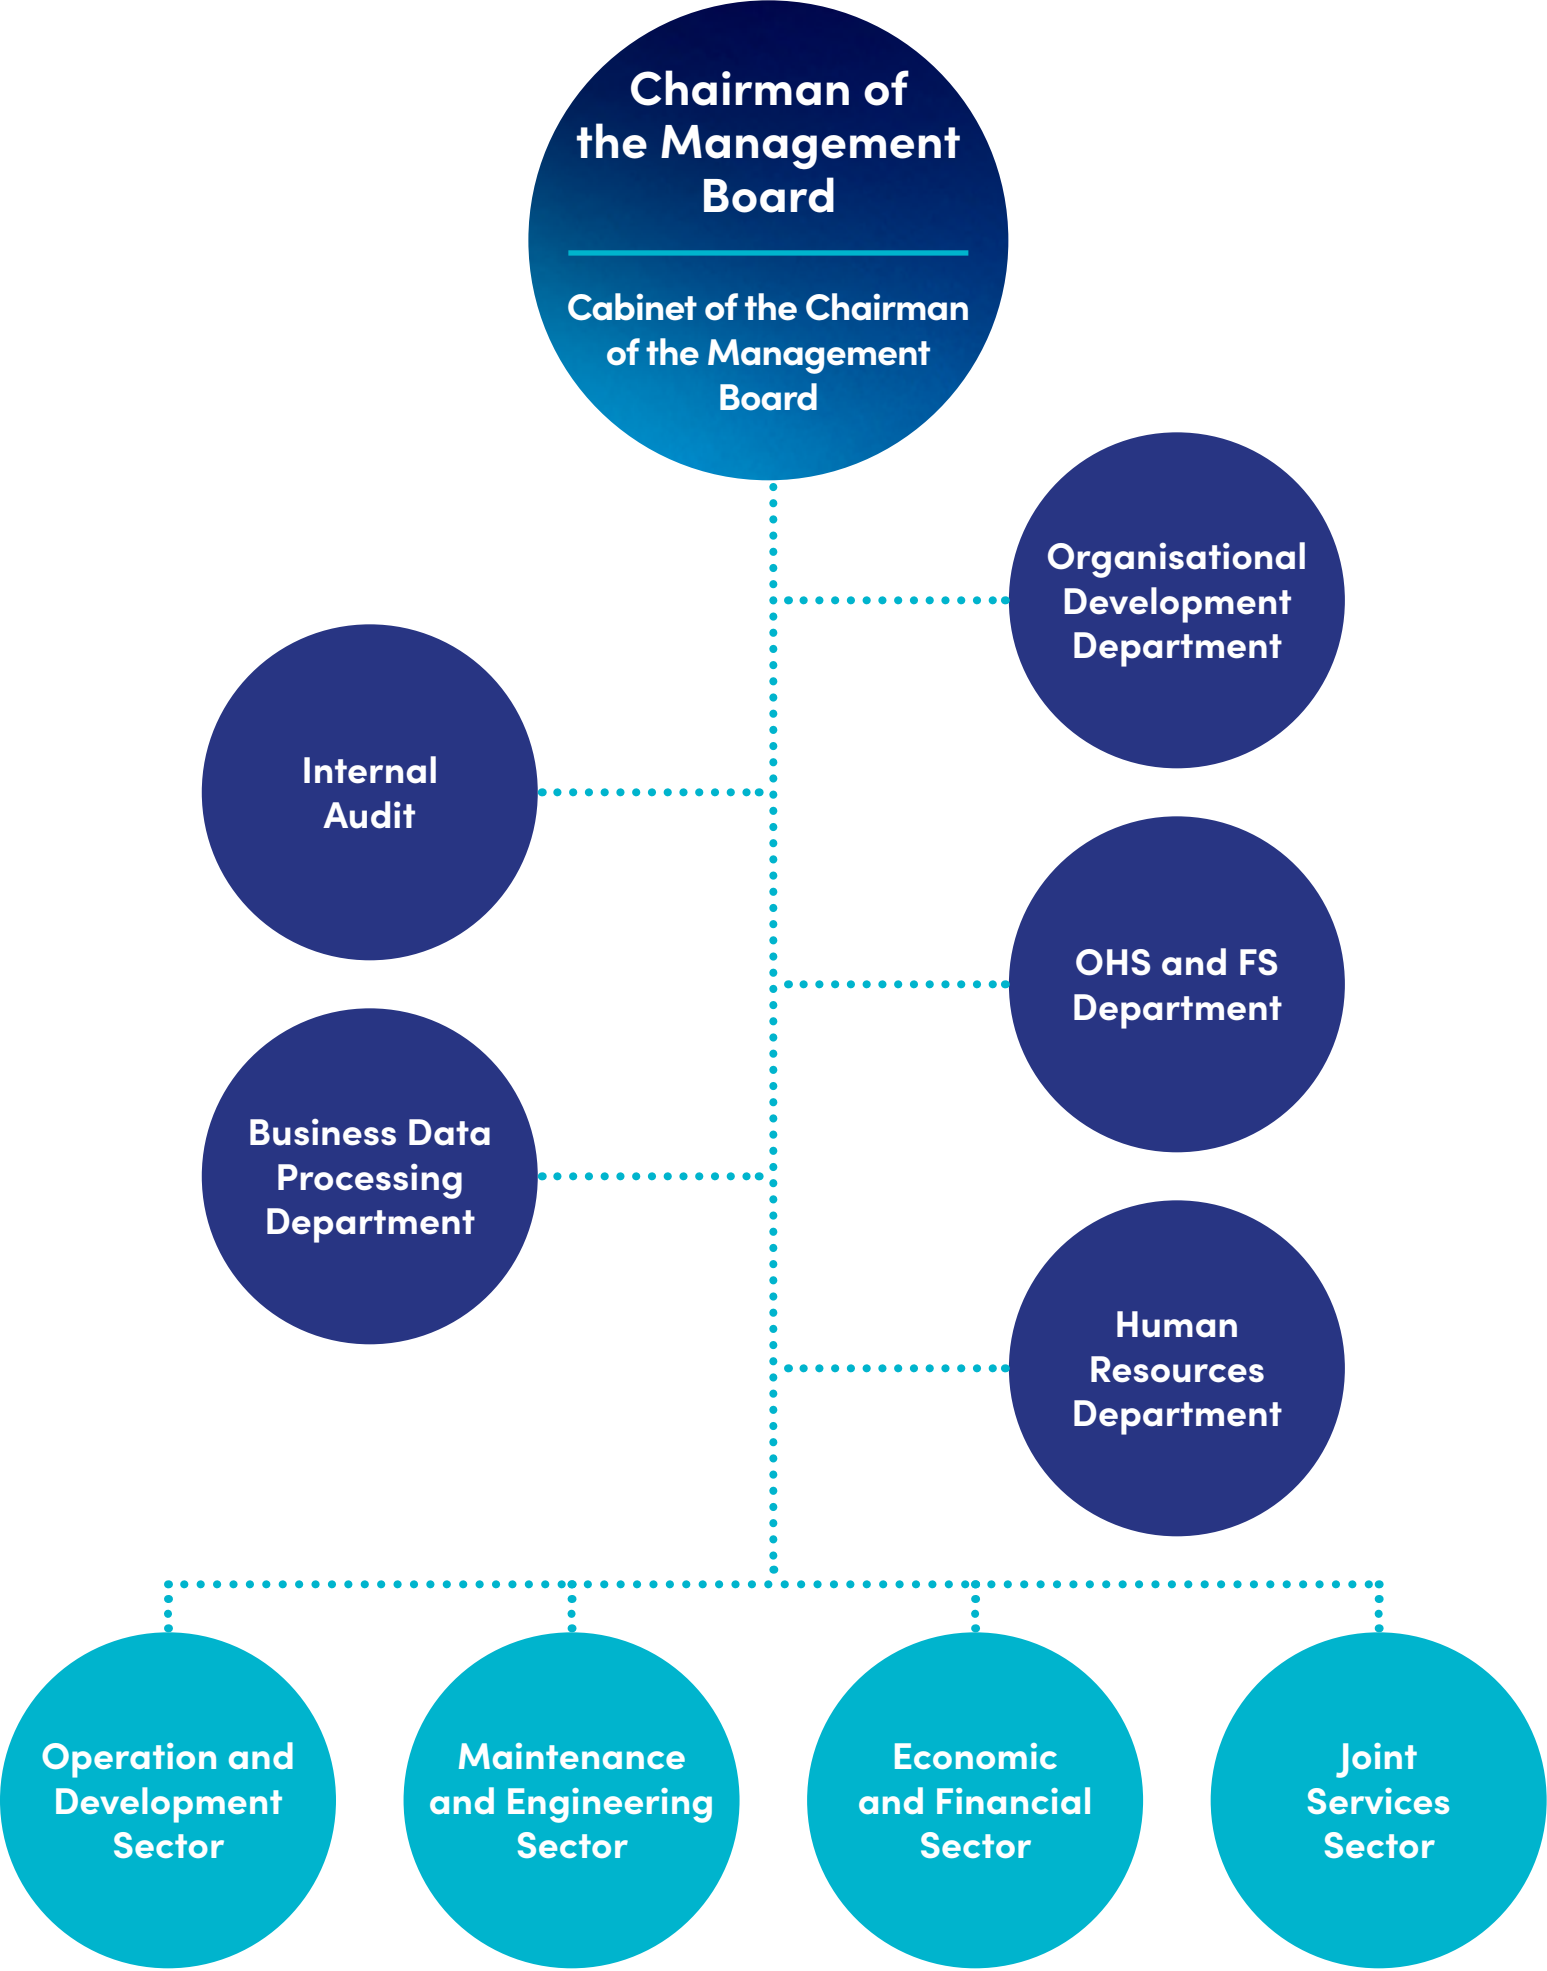 Chairman of
the Management
Board
Cabinet of the Chairman
of the Management
Board
Organisational
Development
Department
Internal
Audit
OHS and FS
Department
Business Data
Processing
Department
Human
Resources
Department
Operation and
Development
Sector
Maintenance
and Engineering
Sector
Economic
and Financial
Sector
Joint
Services
Sector